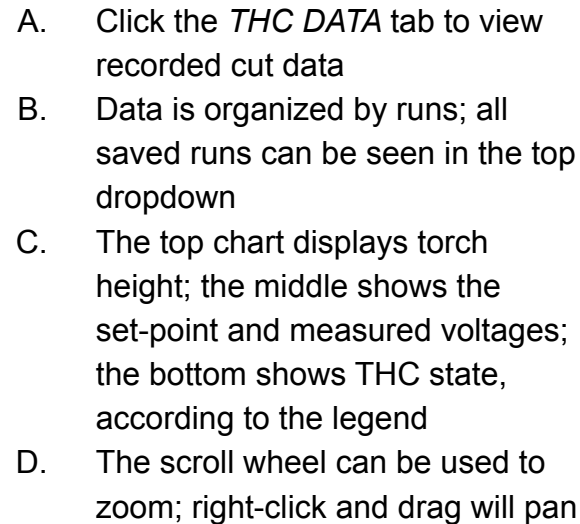 A. Click the THC DATA tab to view
recorded cut data
B. Data is organized by runs; all
saved runs can be seen in the top
dropdown
C. The top chart displays torch
height; the middle shows the
set-point and measured voltages;
the bottom shows THC state,
according to the legend
D. The scroll wheel can be used to
zoom; right-click and drag will pan